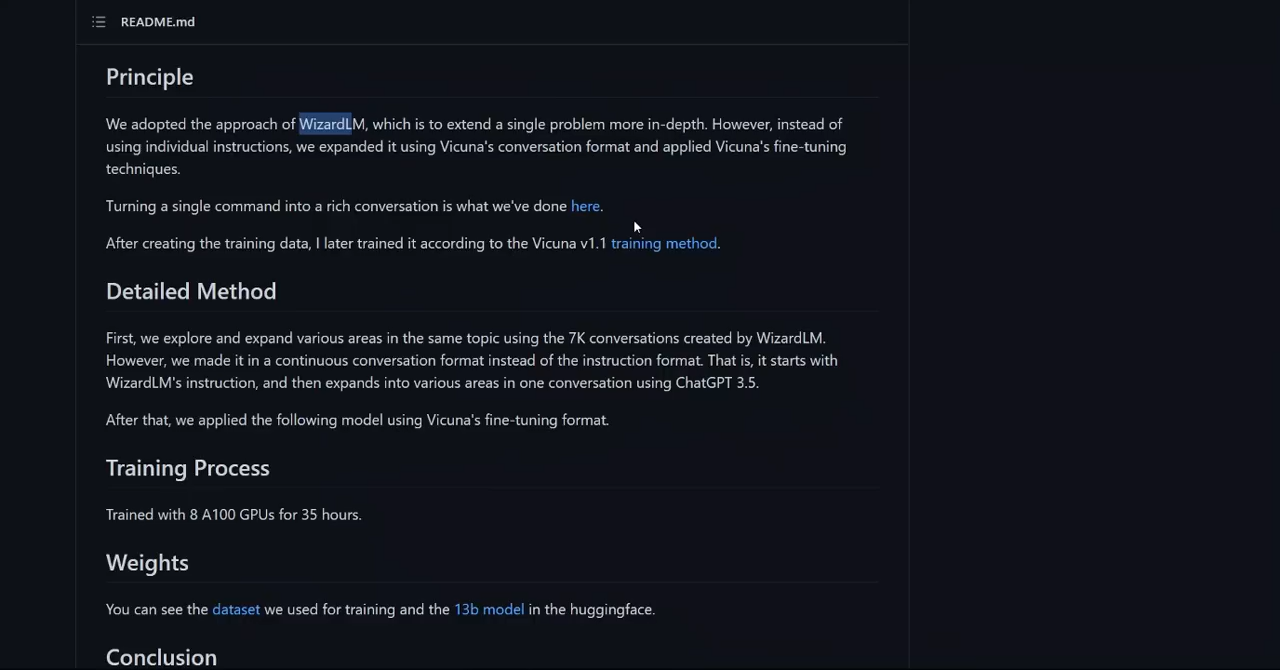 README.md
Principle
We adopted the approach of WizardLM, which is to extend a single problem more in-depth. However, instead of
using individual instructions, we expanded it using Vicuna's conversation format and applied Vicuna's fine-tuning
techniques.
Turning a single command into a rich conversation is what we've done here.
After creating the training data, I later trained it according to the Vicuna v1.1 training method.
Detailed Method
First, we explore and expand various areas in the same topic using the 7K conversations created by WizardLM.
However, we made it in a continuous conversation format instead of the instruction format. That is, it starts with
WizardLM's instruction, and then expands into various areas in one conversation using ChatGPT 3.5.
After that, we applied the following model using Vicuna's fine-tuning format.
Training Process
Trained with 8 A100 GPUs for 35 hours.
Weights
You can see the dataset we used for training and the 13b model in the huggingface.
Conclusion